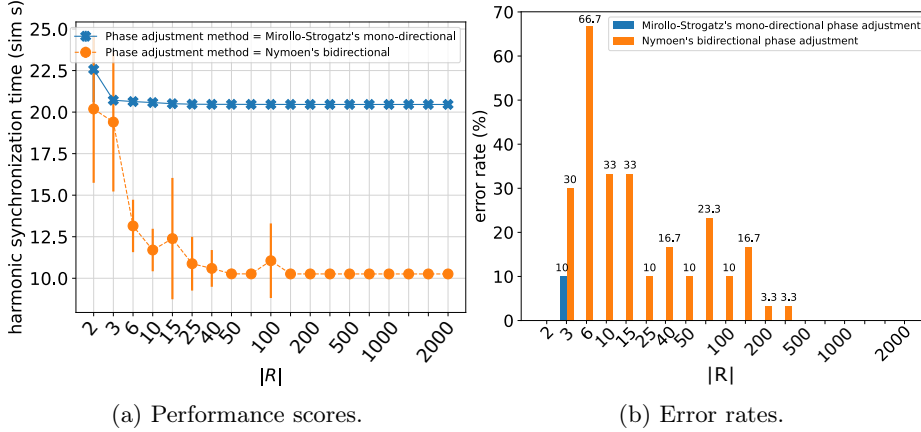 harmonic synchronization time (sim s)
25.0
22.5
20.0
17.5
15.0
12.5
10.0
Phase adjustment method = Mirollo-Strogatz's mono-directional
Phase adjustment method = Nymoen's bidirectional
2 3 6 10 15 25 40 50 100 200 500 1000 2000
|R|
(a) Performance scores.
error rate (%)
70
60
50
40
30
20
10
0
Mirollo-Strogatz's mono-directional phase adjustment
Nymoen's bidirectional phase adjustment
10 30 66.7 33 33 10 16.7 10 23.3 10 16.7 3.3 3.3
2 3 6 10 15 25 40 50 100 200 500 1000 2000
|R|
(b) Error rates.